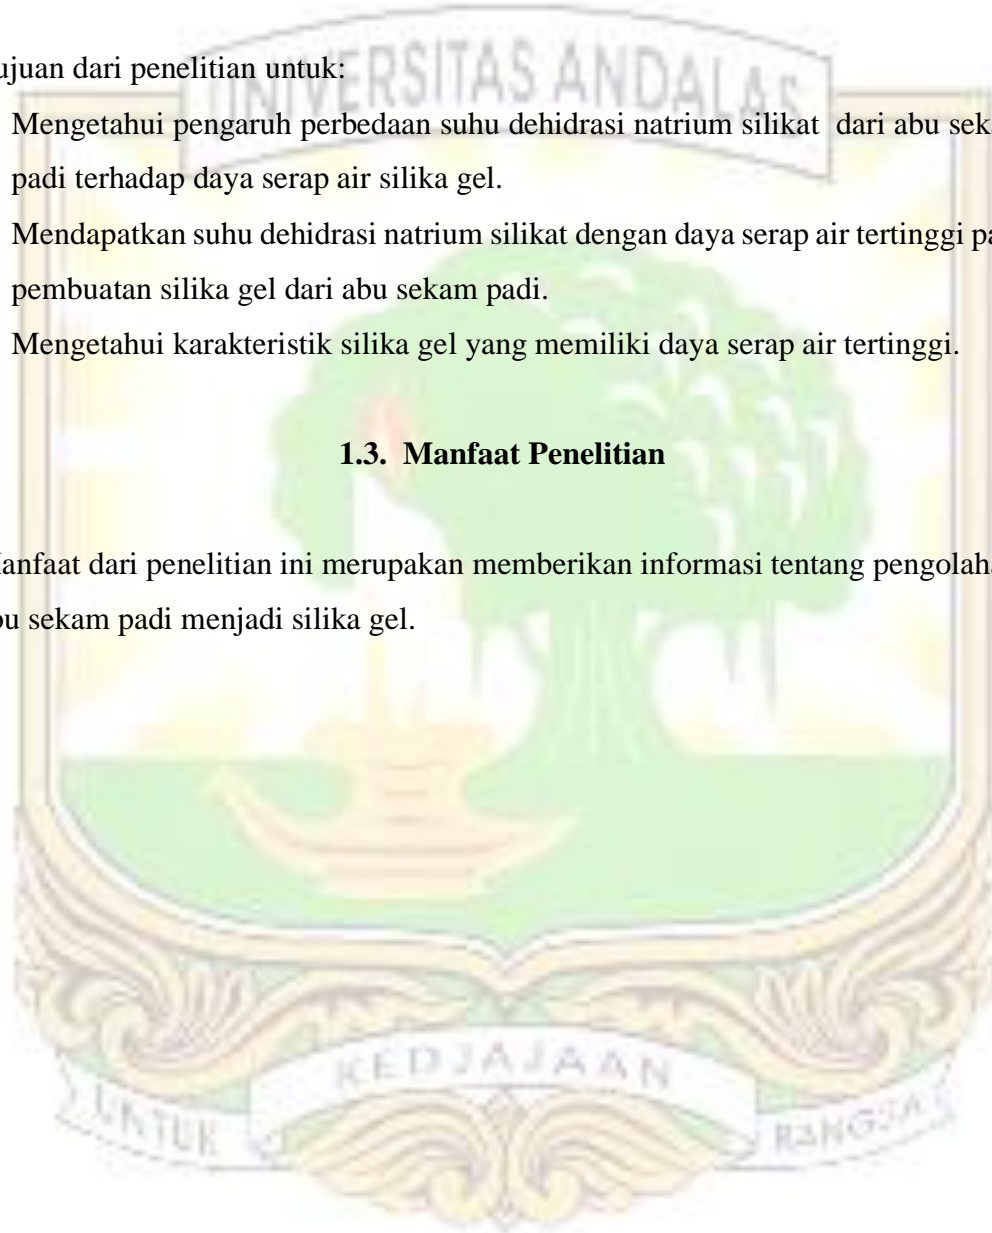 UNIVERSITAS ANDALAS
ujuan dari penelitian untuk:
Mengetahui pengaruh perbedaan suhu dehidrasi natrium silikat dari abu sek
padi terhadap daya serap air silika gel.
Mendapatkan suhu dehidrasi natrium silikat dengan daya serap air tertinggi pa
pembuatan silika gel dari abu sekam padi.
Mengetahui karakteristik silika gel yang memiliki daya serap air tertinggi.
1.3. Manfaat Penelitian
anfaat dari penelitian ini merupakan memberikan informasi tentang pengolaha
u sekam padi menjadi silika gel.
UNTUK KEDJAJAAN BANGSA